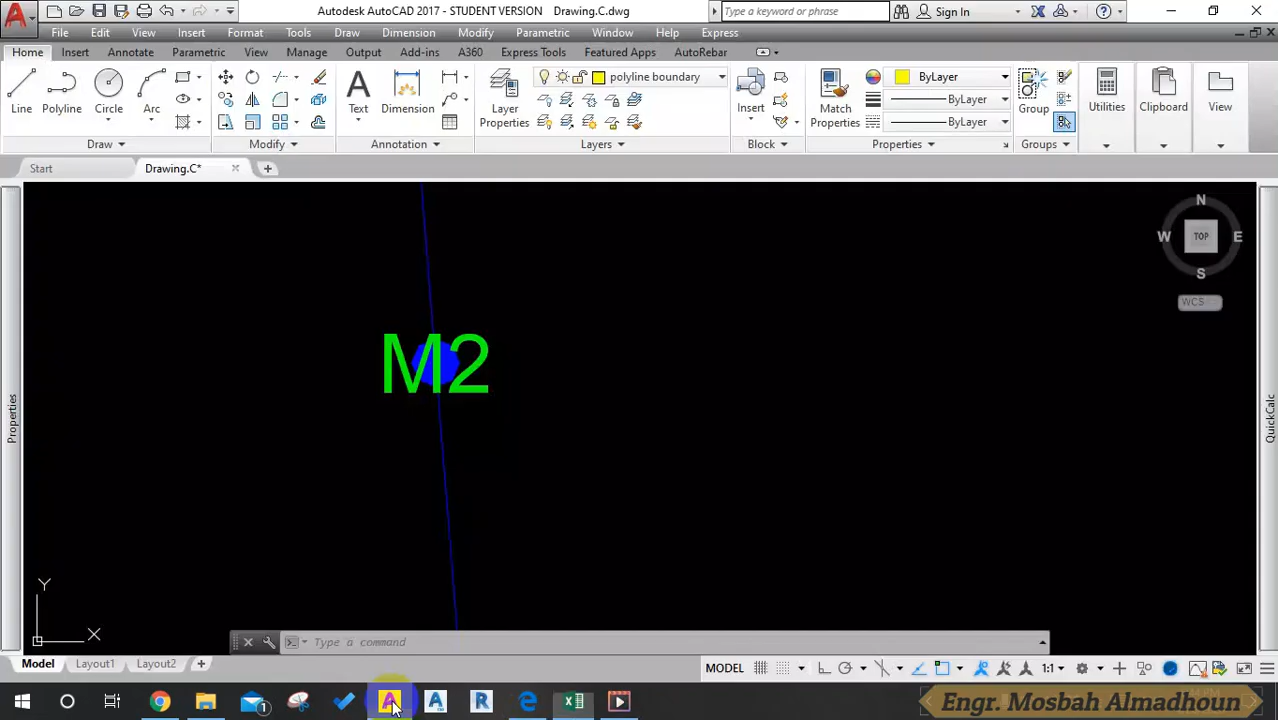 Autodesk AutoCAD 2017 - STUDENT VERSION Drawing.C.dwg
Type a keyword or phrase
Sign In
File Edit View Insert Format Tools Draw Dimension Modify Parametric Window Help Express
Home Insert Annotate Parametric View Manage Output Add-ins A360 Express Tools Featured Apps AutoRebar
polyline boundary
ByLayer
Line Polyline Circle Arc
Text Dimension
Layer Properties
Insert
Match Properties
ByLayer
ByLayer
Group
Utilities
Clipboard
View
Draw Modify Annotation Layers Block Properties Groups
Start
Drawing.C*
N
W TOP E
S
WCS
Properties
QuickCalc
M2
Y
X
Type a command
Model Layout1 Layout2
MODEL
1:1
1
Engr. Mosbah Almadhoun